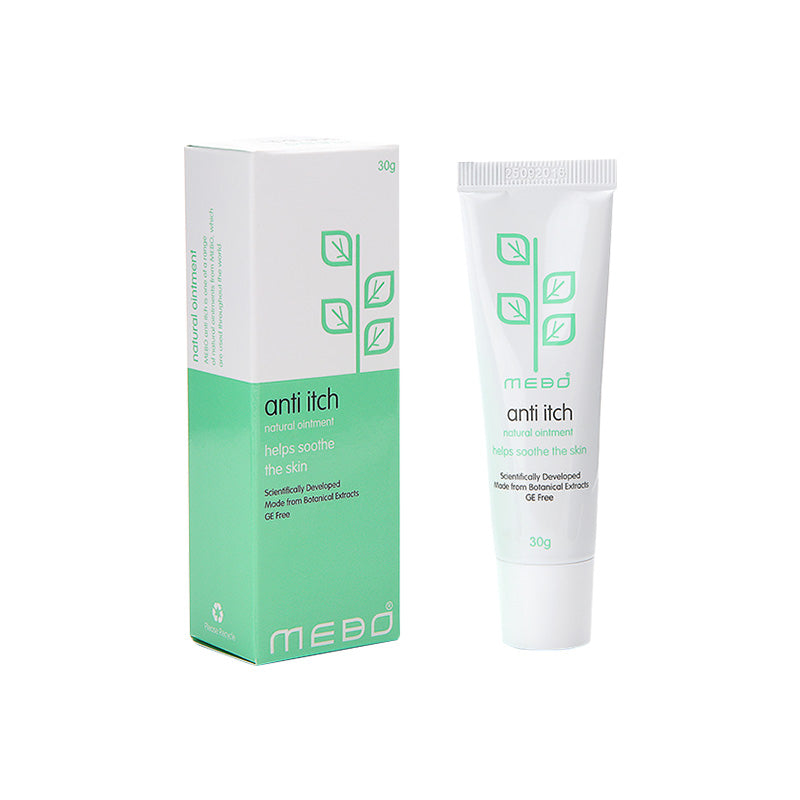 30g
anti itch
natural ointment
helps soothe
the skin
Scientifically Developed
Made from Botanical Extracts
GE Free
MEBO®
natural ointment
MEBO anti itch is one of a range
of natural ointments from MEBO, which
are used throughout the world
Please Recycle
25092018
MEBO®
anti itch
natural ointment
helps soothe the skin
Scientifically Developed
Made from Botanical Extracts
GE Free
30g